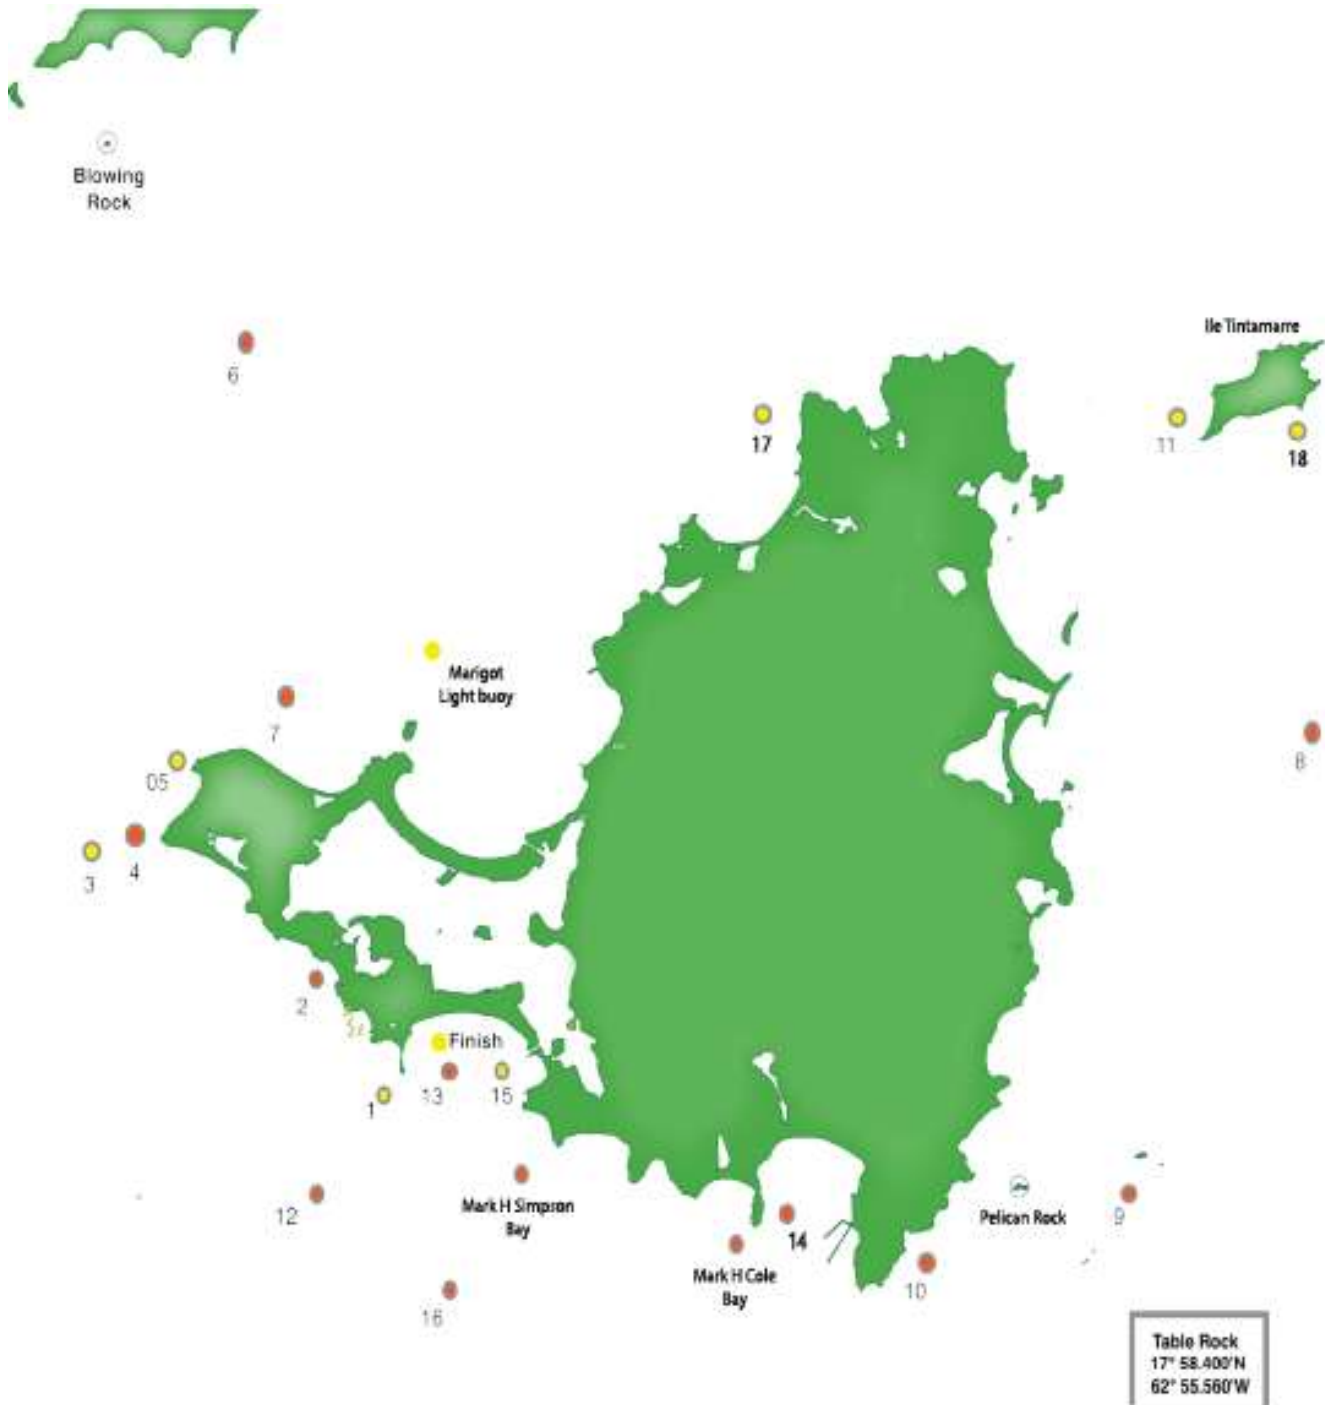 Blowing
Rock
Ile Tintamarre
6
17
11
18
Marigot
Light buoy
7
8
05
3
4
2
Finish
1
13
15
12
Mark H Simpson
Bay
Pelican Rock
9
14
Mark H Cole
Bay
10
16
Table Rock
17° 58.400'N
62° 55.560'W